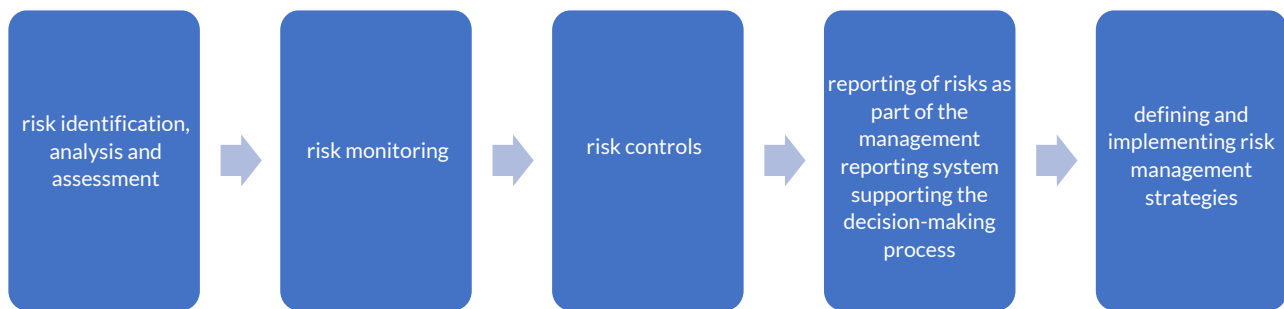 risk identification,
analysis and
assessment
risk monitoring
risk controls
reporting of risks as
part of the
management
reporting system
supporting the
decision-making
process
defining and
implementing risk
management
strategies